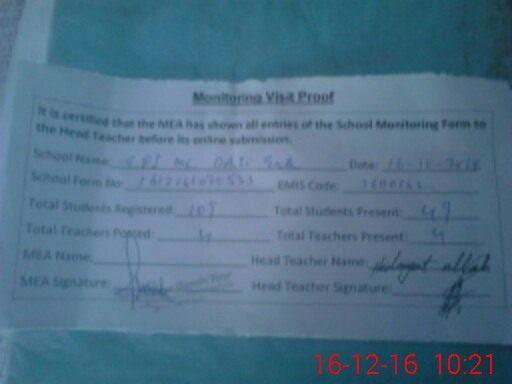 Monitoring Visit Proof
It is certified that the MEA has shown all entries of the School Monitoring Form to
the Head Teacher before its online submission.
School Name: Date: 16-12-2016
School Form No: EMIS Code:
Total Students Registered: 109 Total Students Present: 49
Total Teachers Posted: 4 Total Teachers Present: 4
MEA Name: Head Teacher Name: Hidayat ullah
MEA Signature: Head Teacher Signature:
16-12-16 10:21